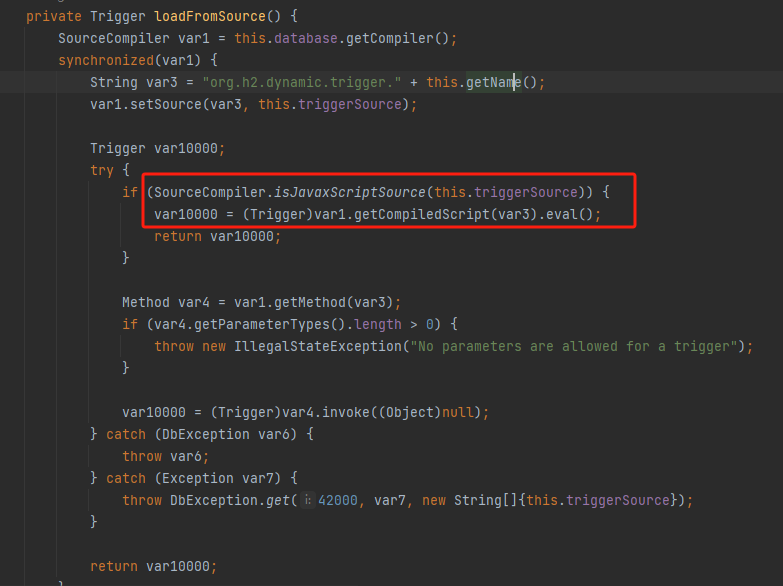 private Trigger loadFromSource() {
SourceCompiler var1 = this.database.getCompiler();
synchronized(var1) {
String var3 = "org.h2.dynamic.trigger." + this.getName();
var1.setSource(var3, this.triggerSource);
Trigger var10000;
try {
if (SourceCompiler.isJavaxScriptSource(this.triggerSource)) {
var10000 = (Trigger)var1.getCompiledScript(var3).eval();
return var10000;
}
Method var4 = var1.getMethod(var3);
if (var4.getParameterTypes().length > 0) {
throw new IllegalStateException("No parameters are allowed for a trigger");
}
var10000 = (Trigger)var4.invoke((Object)null);
} catch (DbException var6) {
throw var6;
} catch (Exception var7) {
throw DbException.get( i: 42000, var7, new String[]{this.triggerSource});
}
return var10000;
}